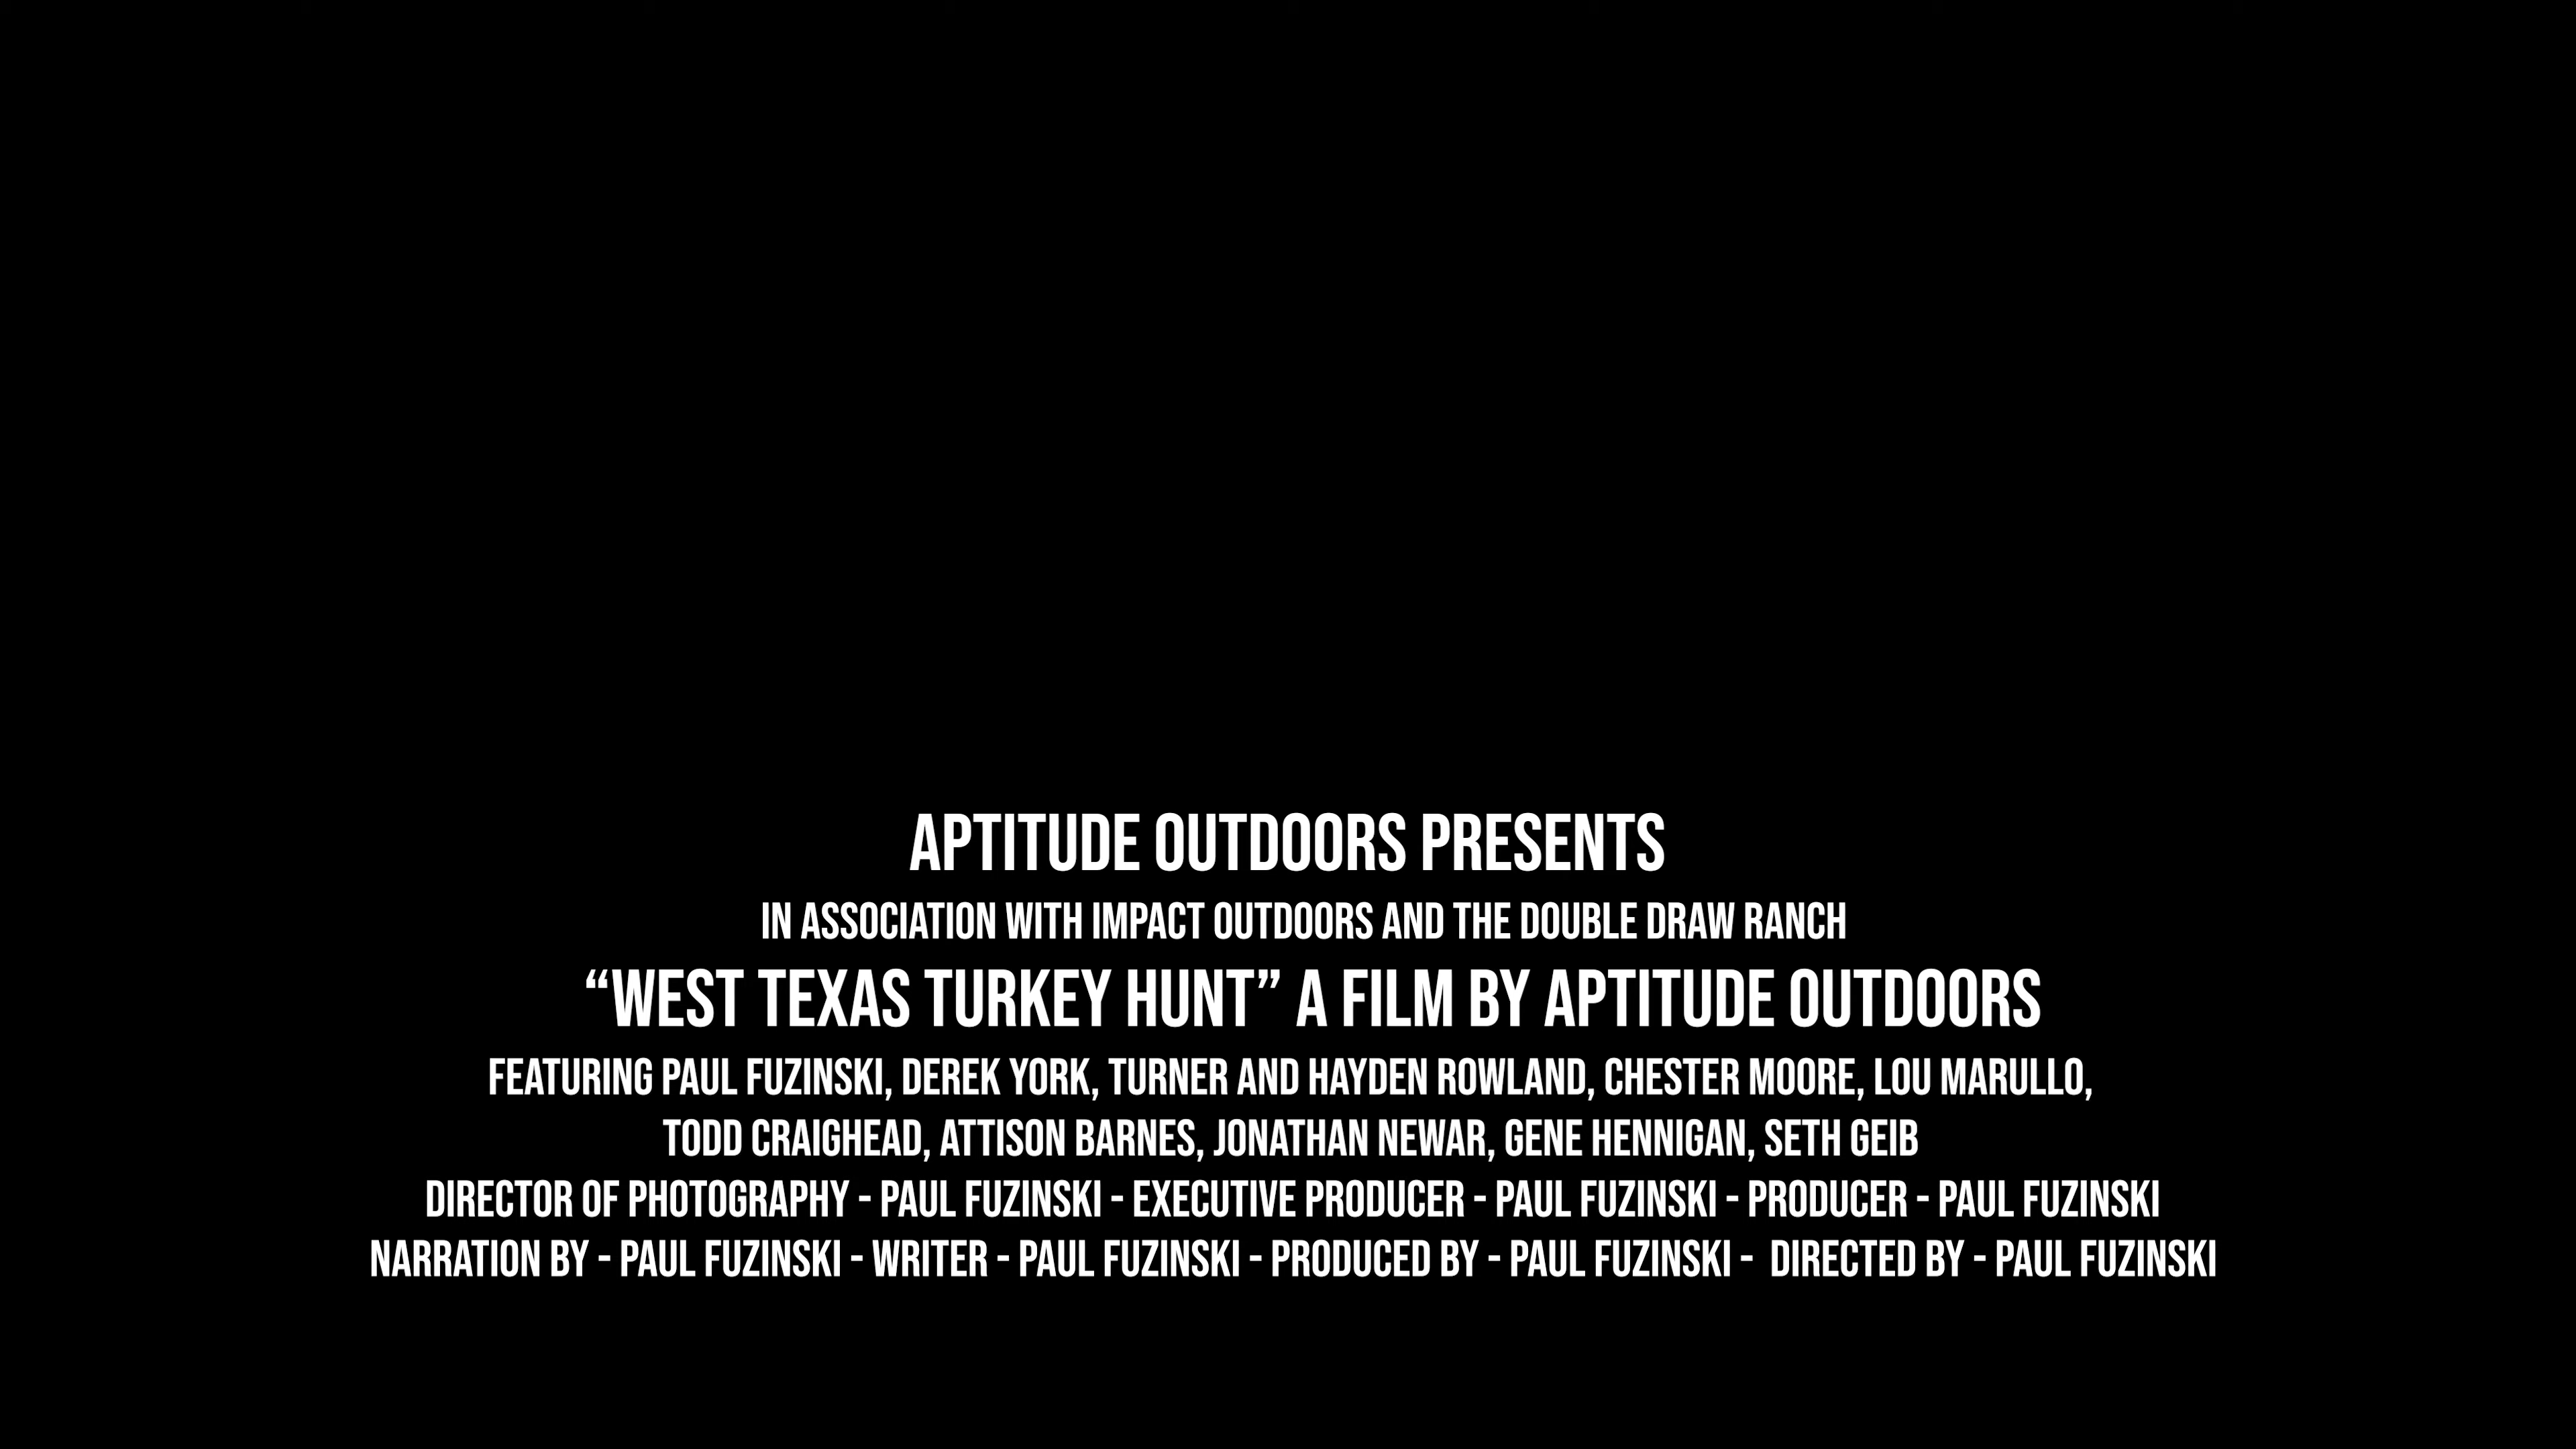 APTITUDE OUTDOORS PRESENTS
IN ASSOCIATION WITH IMPACT OUTDOORS AND THE DOUBLE DRAW RANCH
“WEST TEXAS TURKEY HUNT” A FILM BY APTITUDE OUTDOORS
FEATURING PAUL FUZINSKI, DEREK YORK, TURNER AND HAYDEN ROWLAND, CHESTER MOORE, LOU MARULLO,
TODD CRAIGHEAD, ATTISON BARNES, JONATHAN NEWAR, GENE HENNIGAN, SETH GEIB
DIRECTOR OF PHOTOGRAPHY - PAUL FUZINSKI - EXECUTIVE PRODUCER - PAUL FUZINSKI - PRODUCER - PAUL FUZINSKI
NARRATION BY - PAUL FUZINSKI - WRITER - PAUL FUZINSKI - PRODUCED BY - PAUL FUZINSKI - DIRECTED BY - PAUL FUZINSKI